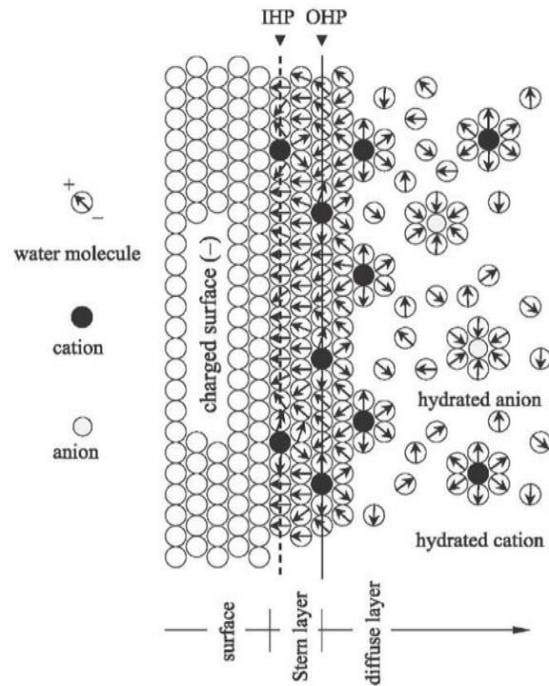 IHP OHP
+
−
water molecule
cation
anion
charged surface (−)
hydrated anion
hydrated cation
surface
Stern layer
diffuse layer